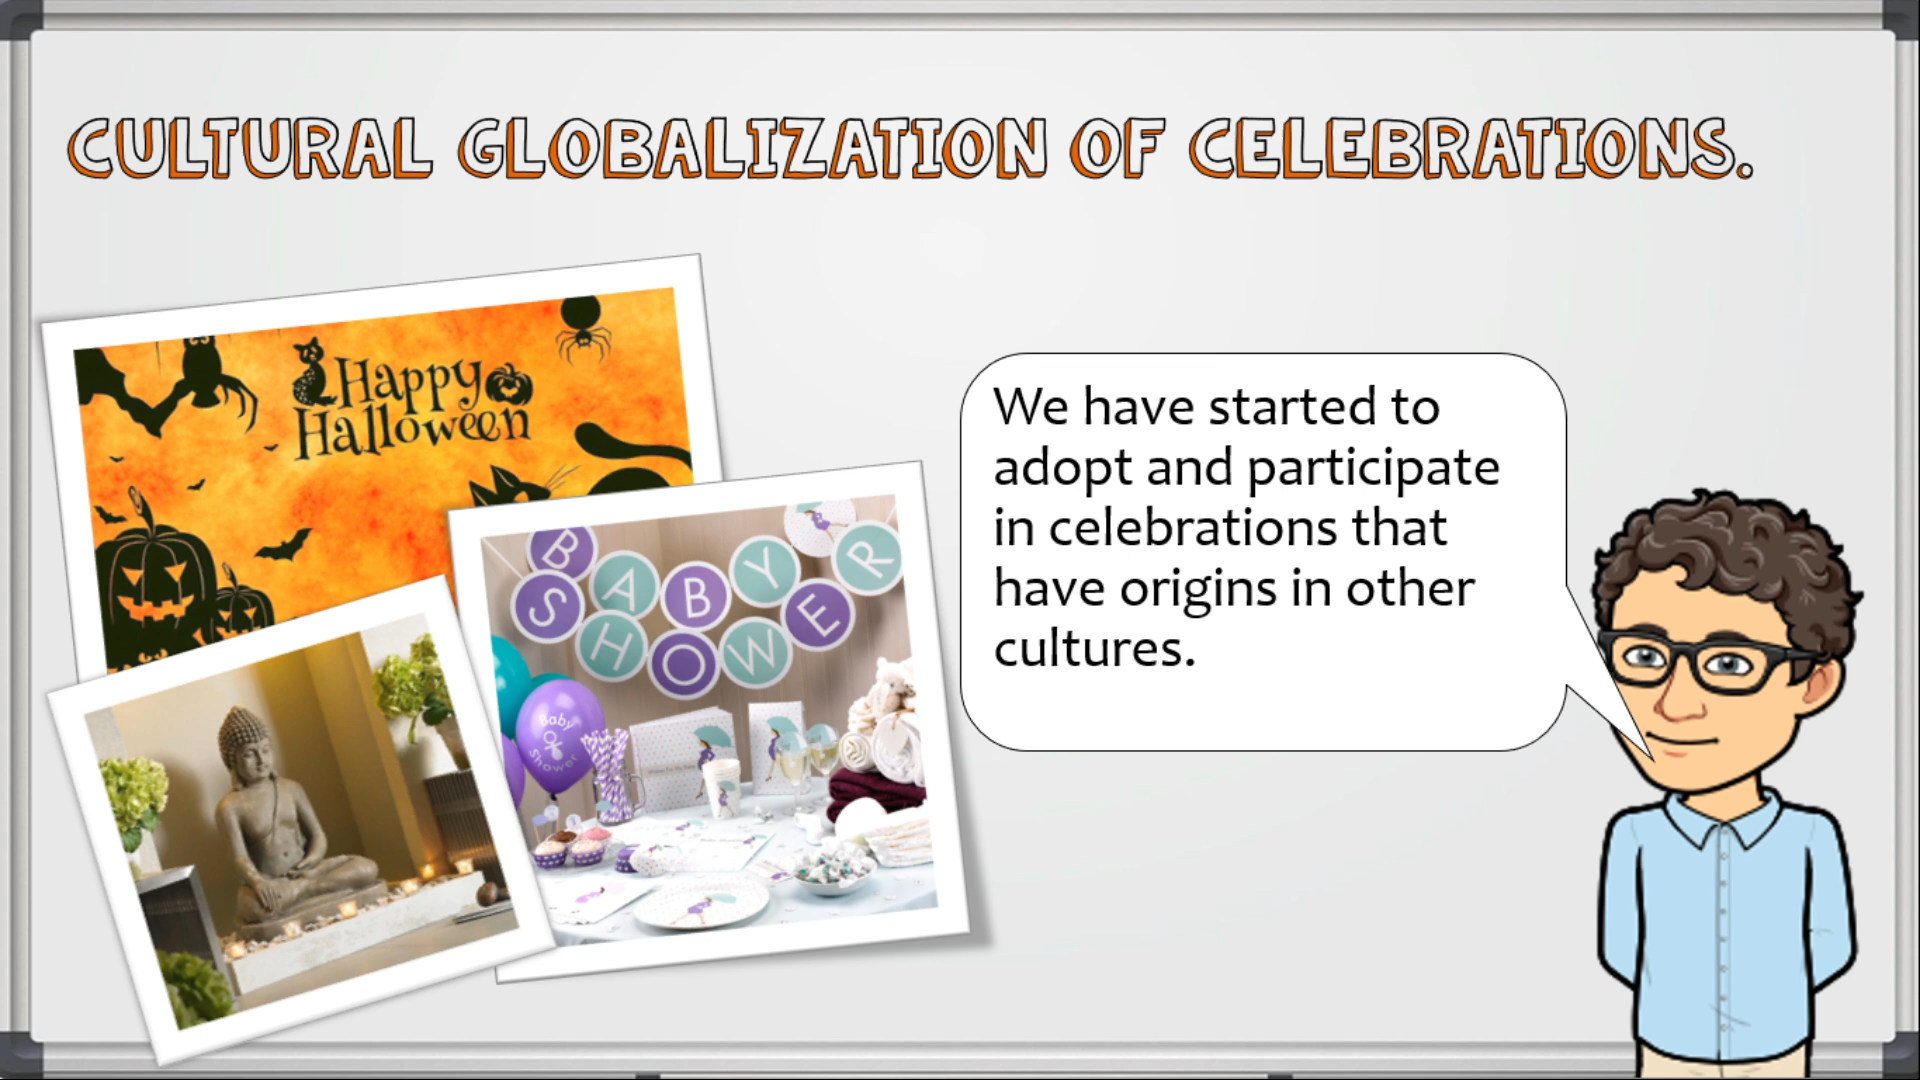 CULTURAL GLOBALIZATION OF CELEBRATIONS.
Happy
Halloween
BABY
SHOWER
Baby
Shower
We have started to
adopt and participate
in celebrations that
have origins in other
cultures.